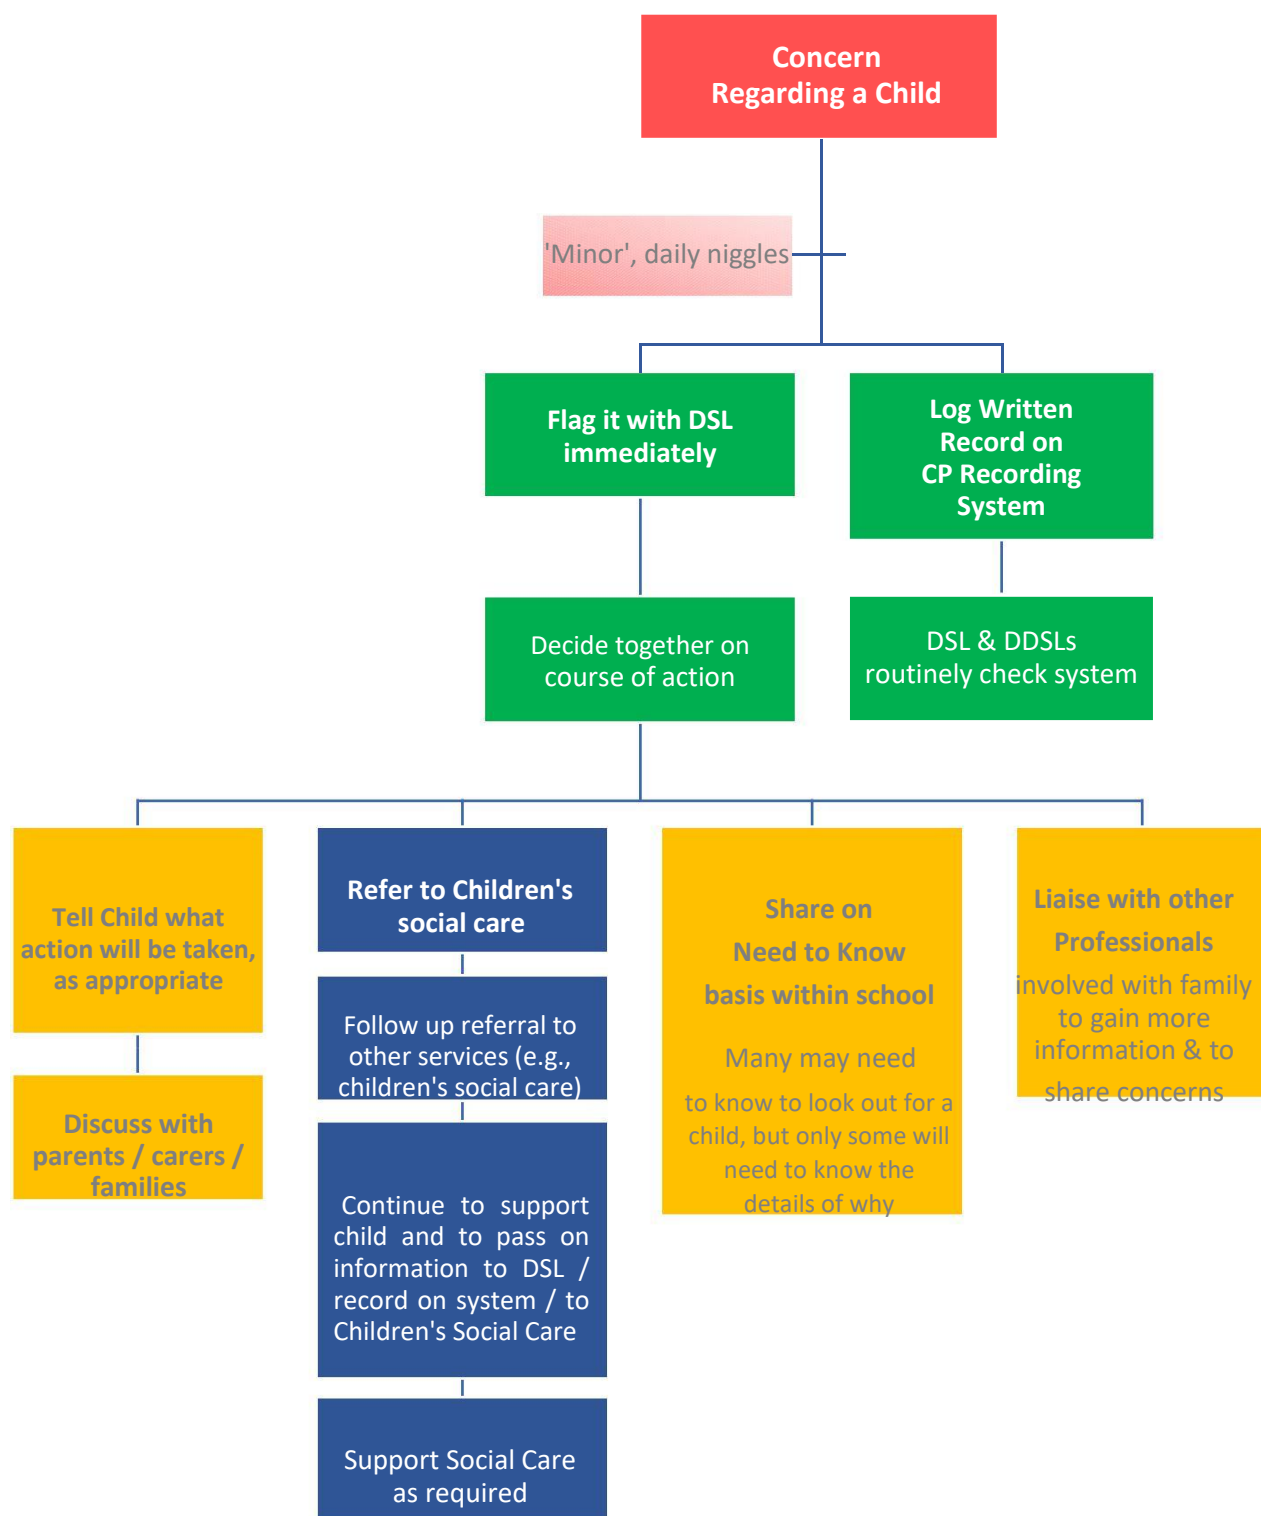 Concern
Regarding a Child
'Minor', daily niggles
Flag it with DSL
immediately
Log Written
Record on
CP Recording
System
Decide together on
course of action
DSL & DDSLs
routinely check system
Tell Child what
action will be taken,
as appropriate
Discuss with
parents / carers /
families
Refer to Children's
social care
Follow up referral to
other services (e.g.,
children's social care)
Continue to support
child and to pass on
information to DSL /
record on system / to
Children's Social Care
Support Social Care
as required
Share on
Need to Know
basis within school
Many may need
to know to look out for a
child, but only some will
need to know the
details of why
Liaise with other
Professionals
involved with family
to gain more
information & to
share concerns